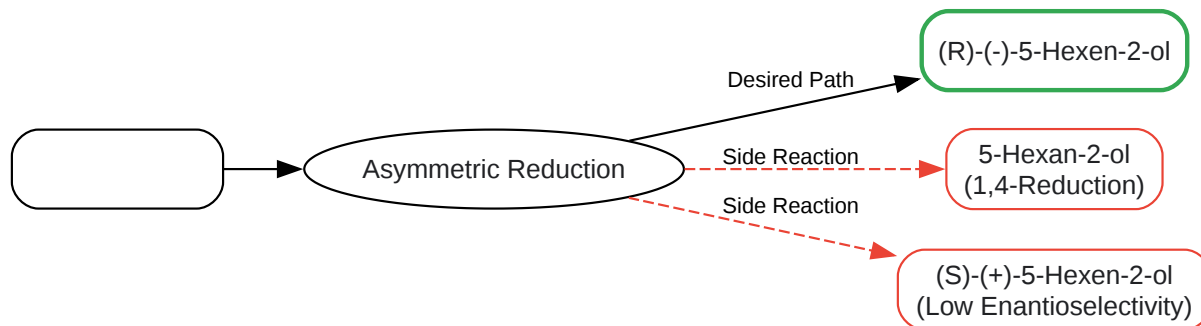 (R)-(-)-5-Hexen-2-ol
Desired Path
Asymmetric Reduction
Side Reaction
5-Hexan-2-ol
(1,4-Reduction)
Side Reaction
(S)-(+)-5-Hexen-2-ol
(Low Enantioselectivity)